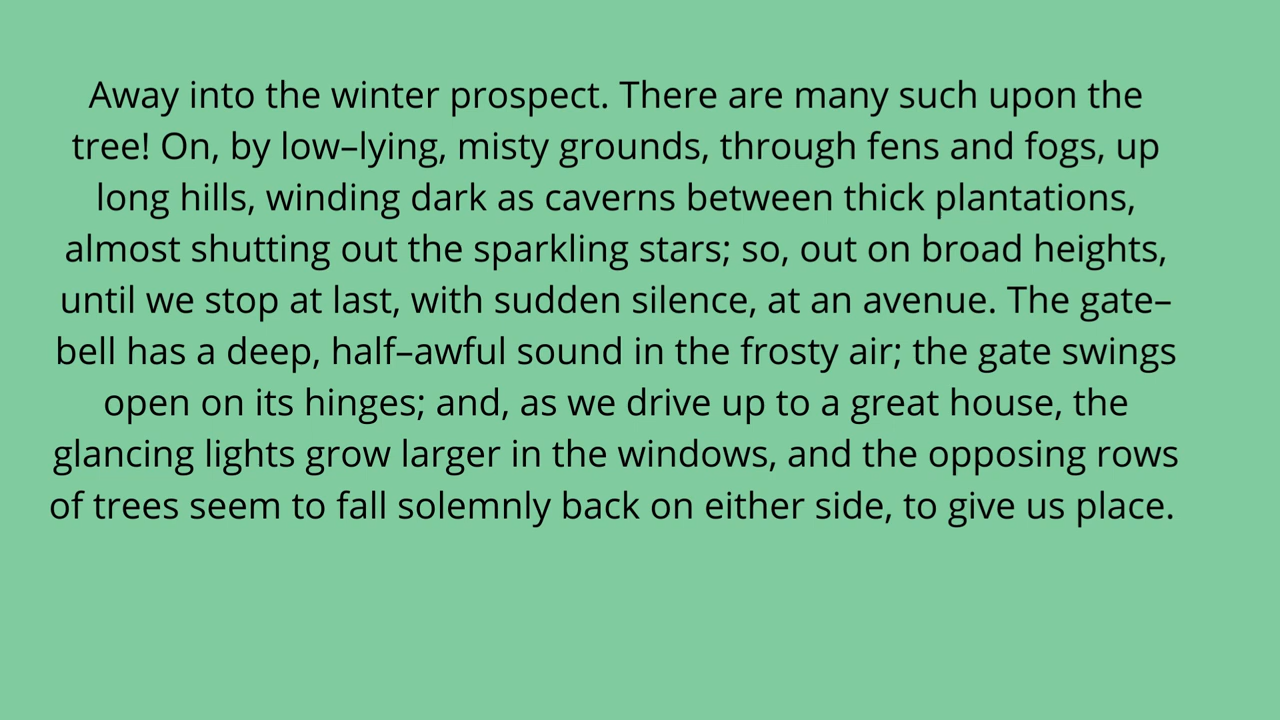 Away into the winter prospect. There are many such upon the
tree! On, by low–lying, misty grounds, through fens and fogs, up
long hills, winding dark as caverns between thick plantations,
almost shutting out the sparkling stars; so, out on broad heights,
until we stop at last, with sudden silence, at an avenue. The gate–
bell has a deep, half–awful sound in the frosty air; the gate swings
open on its hinges; and, as we drive up to a great house, the
glancing lights grow larger in the windows, and the opposing rows
of trees seem to fall solemnly back on either side, to give us place.